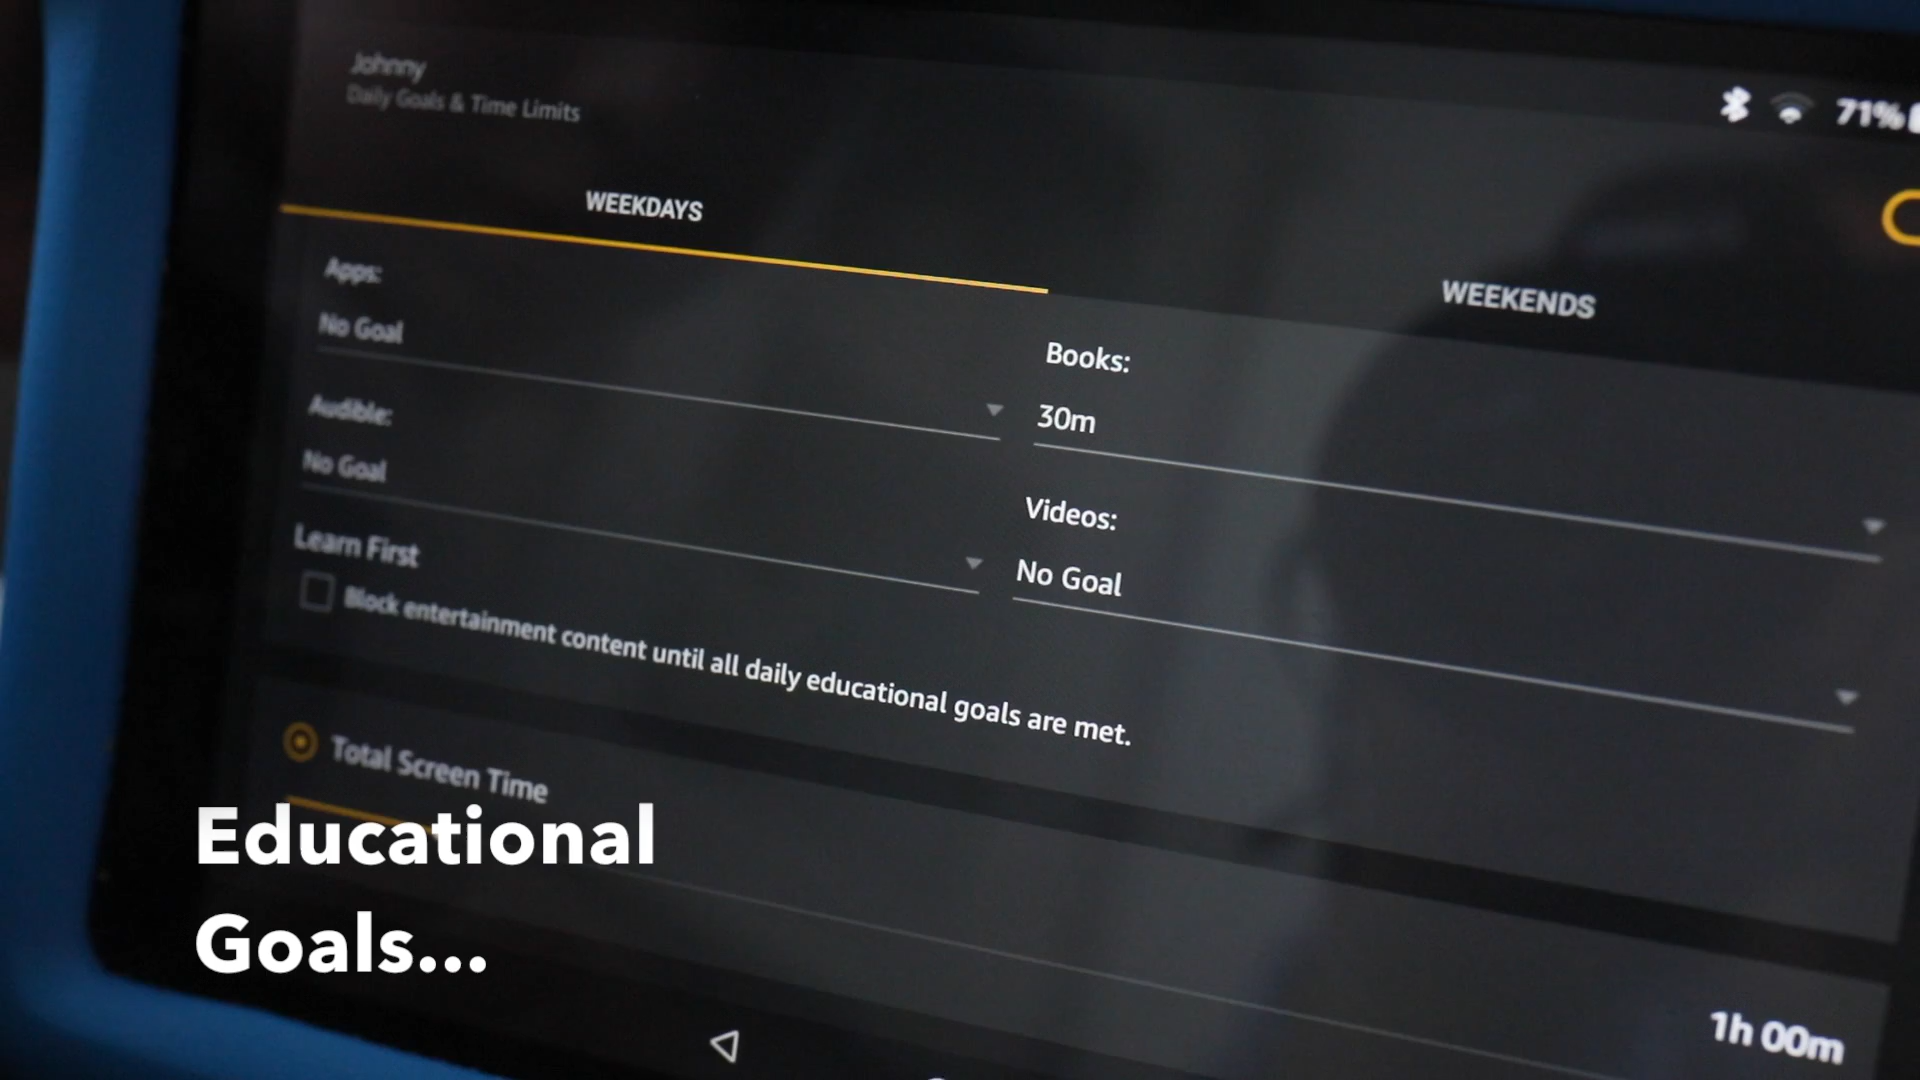 Johnny
Daily Goals & Time Limits
71%
WEEKDAYS
WEEKENDS
Apps:
No Goal
Books:
30m
Audible:
No Goal
Videos:
No Goal
Learn First
Block entertainment content until all daily educational goals are met.
Total Screen Time
1h 00m
Educational
Goals...